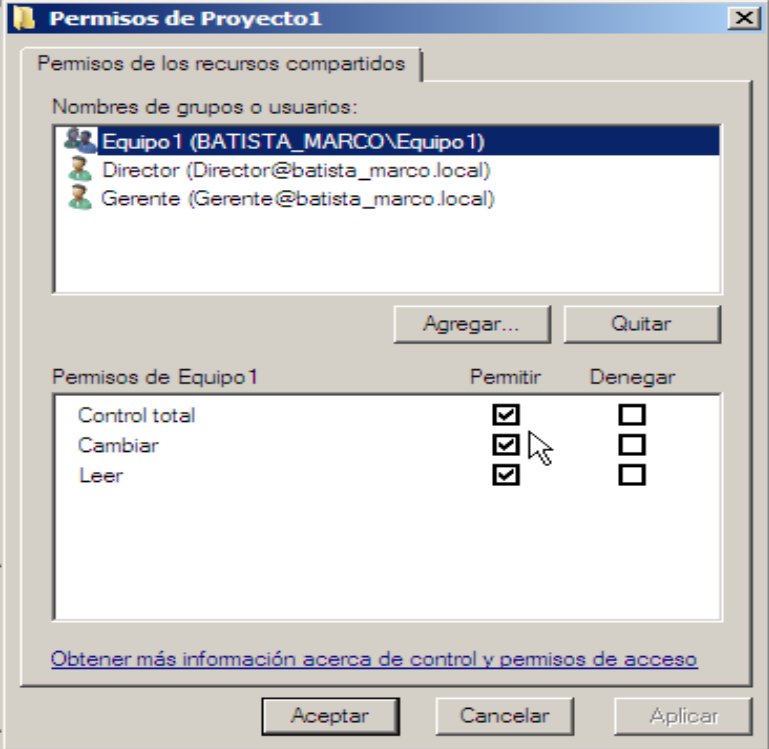 Permisos de Proyecto1
Permisos de los recursos compartidos
Nombres de grupos o usuarios:
Equipo1 (BATISTA_MARCO\Equipo1)
Director (Director@batista_marco.local)
Gerente (Gerente@batista_marco.local)
Agregar... Quitar
Permisos de Equipo1 Permitir Denegar
Control total
Cambiar
Leer
Obtener más información acerca de control y permisos de acceso
Aceptar Cancelar Aplicar